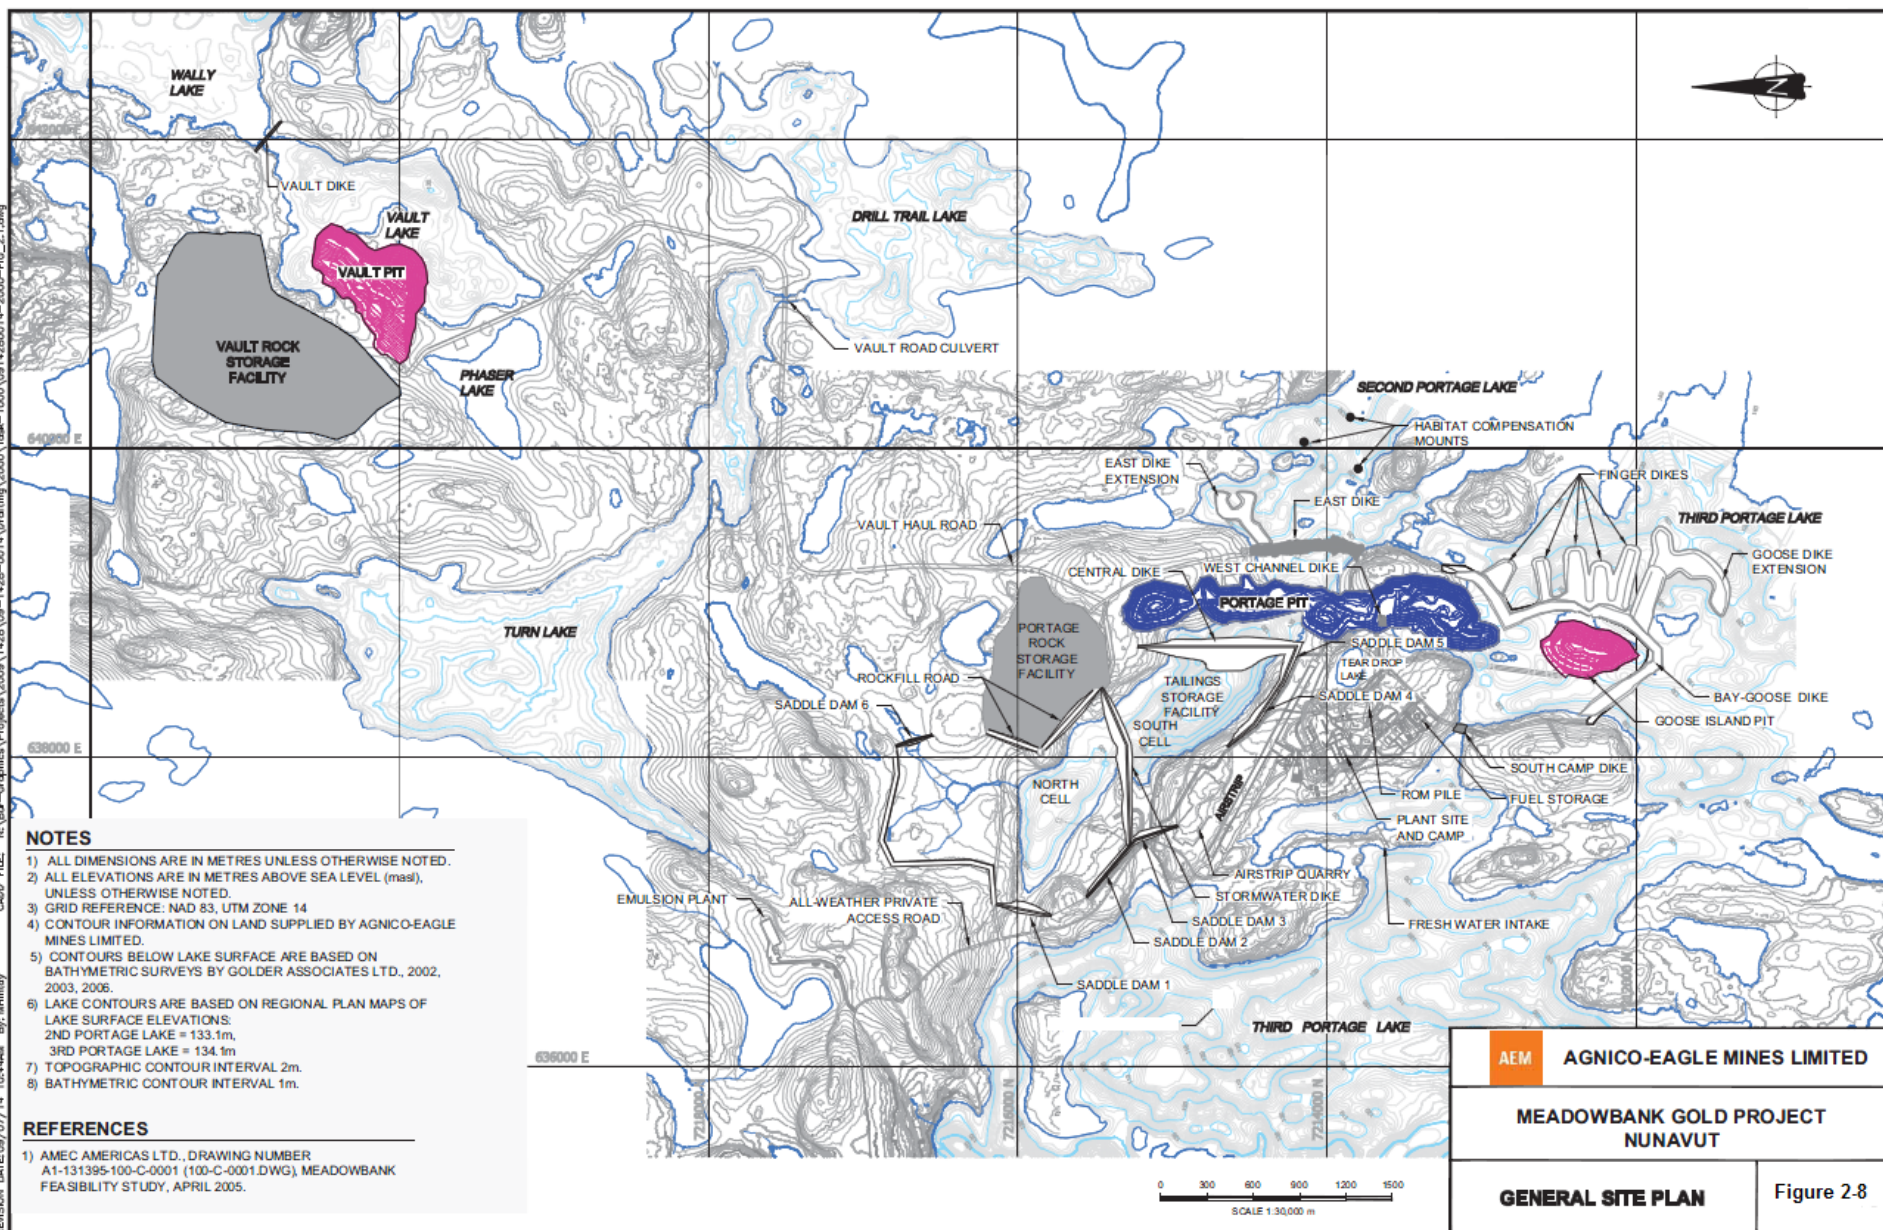 WALLY
LAKE
642000 E
VAULT DIKE
VAULT
LAKE
DRILL TRAIL LAKE
VAULT PIT
VAULT ROCK
STORAGE
FACILITY
VAULT ROAD CULVERT
PHASER
LAKE
SECOND PORTAGE LAKE
HABITAT COMPENSATION
MOUNTS
640000 E
EAST DIKE
EXTENSION
FINGER DIKES
EAST DIKE
VAULT HAUL ROAD
THIRD PORTAGE LAKE
GOOSE DIKE
EXTENSION
CENTRAL DIKE
WEST CHANNEL DIKE
PORTAGE PIT
TURN LAKE
PORTAGE
ROCK
STORAGE
FACILITY
SADDLE DAM 5
TEAR DROP
LAKE
ROCKFILL ROAD
TAILINGS
STORAGE
FACILITY
SADDLE DAM 4
BAY-GOOSE DIKE
SADDLE DAM 6
GOOSE ISLAND PIT
SOUTH
CELL
638000 E
SOUTH CAMP DIKE
NORTH
CELL
AIRSTRIP
ROM PILE
FUEL STORAGE
PLANT SITE
AND CAMP
AIRSTRIP QUARRY
EMULSION PLANT
ALL-WEATHER PRIVATE
ACCESS ROAD
STORMWATER DIKE
SADDLE DAM 3
FRESH WATER INTAKE
SADDLE DAM 2
SADDLE DAM 1
THIRD PORTAGE LAKE
636000 E
7218000 N
7216000 N
7214000 N
N
NOTES
1) ALL DIMENSIONS ARE IN METRES UNLESS OTHERWISE NOTED.
2) ALL ELEVATIONS ARE IN METRES ABOVE SEA LEVEL (masl),
UNLESS OTHERWISE NOTED.
3) GRID REFERENCE: NAD 83, UTM ZONE 14
4) CONTOUR INFORMATION ON LAND SUPPLIED BY AGNICO-EAGLE
MINES LIMITED.
5) CONTOURS BELOW LAKE SURFACE ARE BASED ON
BATHYMETRIC SURVEYS BY GOLDER ASSOCIATES LTD., 2002,
2003, 2006.
6) LAKE CONTOURS ARE BASED ON REGIONAL PLAN MAPS OF
LAKE SURFACE ELEVATIONS:
2ND PORTAGE LAKE = 133.1m,
3RD PORTAGE LAKE = 134.1m
7) TOPOGRAPHIC CONTOUR INTERVAL 2m.
8) BATHYMETRIC CONTOUR INTERVAL 1m.
REFERENCES
1) AMEC AMERICAS LTD., DRAWING NUMBER
A1-131395-100-C-0001 (100-C-0001.DWG), MEADOWBANK
FEASIBILITY STUDY, APRIL 2005.
0 300 600 900 1200 1500
SCALE 1:30,000 m
AEM AGNICO-EAGLE MINES LIMITED
MEADOWBANK GOLD PROJECT
NUNAVUT
GENERAL SITE PLAN
Figure 2-8